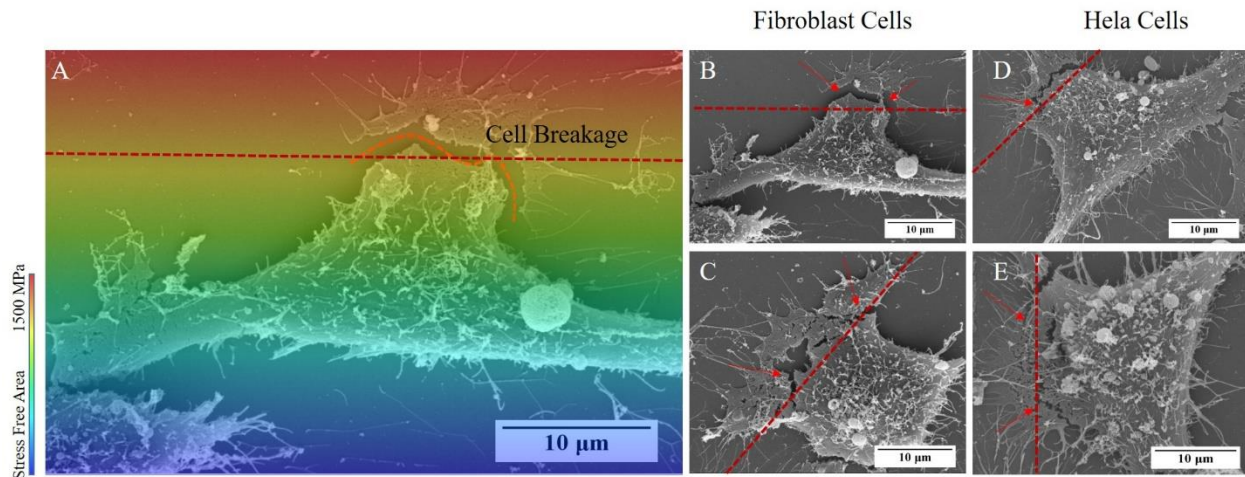 Fibroblast Cells
Hela Cells
A
Cell Breakage
1500 MPa
Stress Free Area
10 µm
B
10 µm
C
10 µm
D
10 µm
E
10 µm